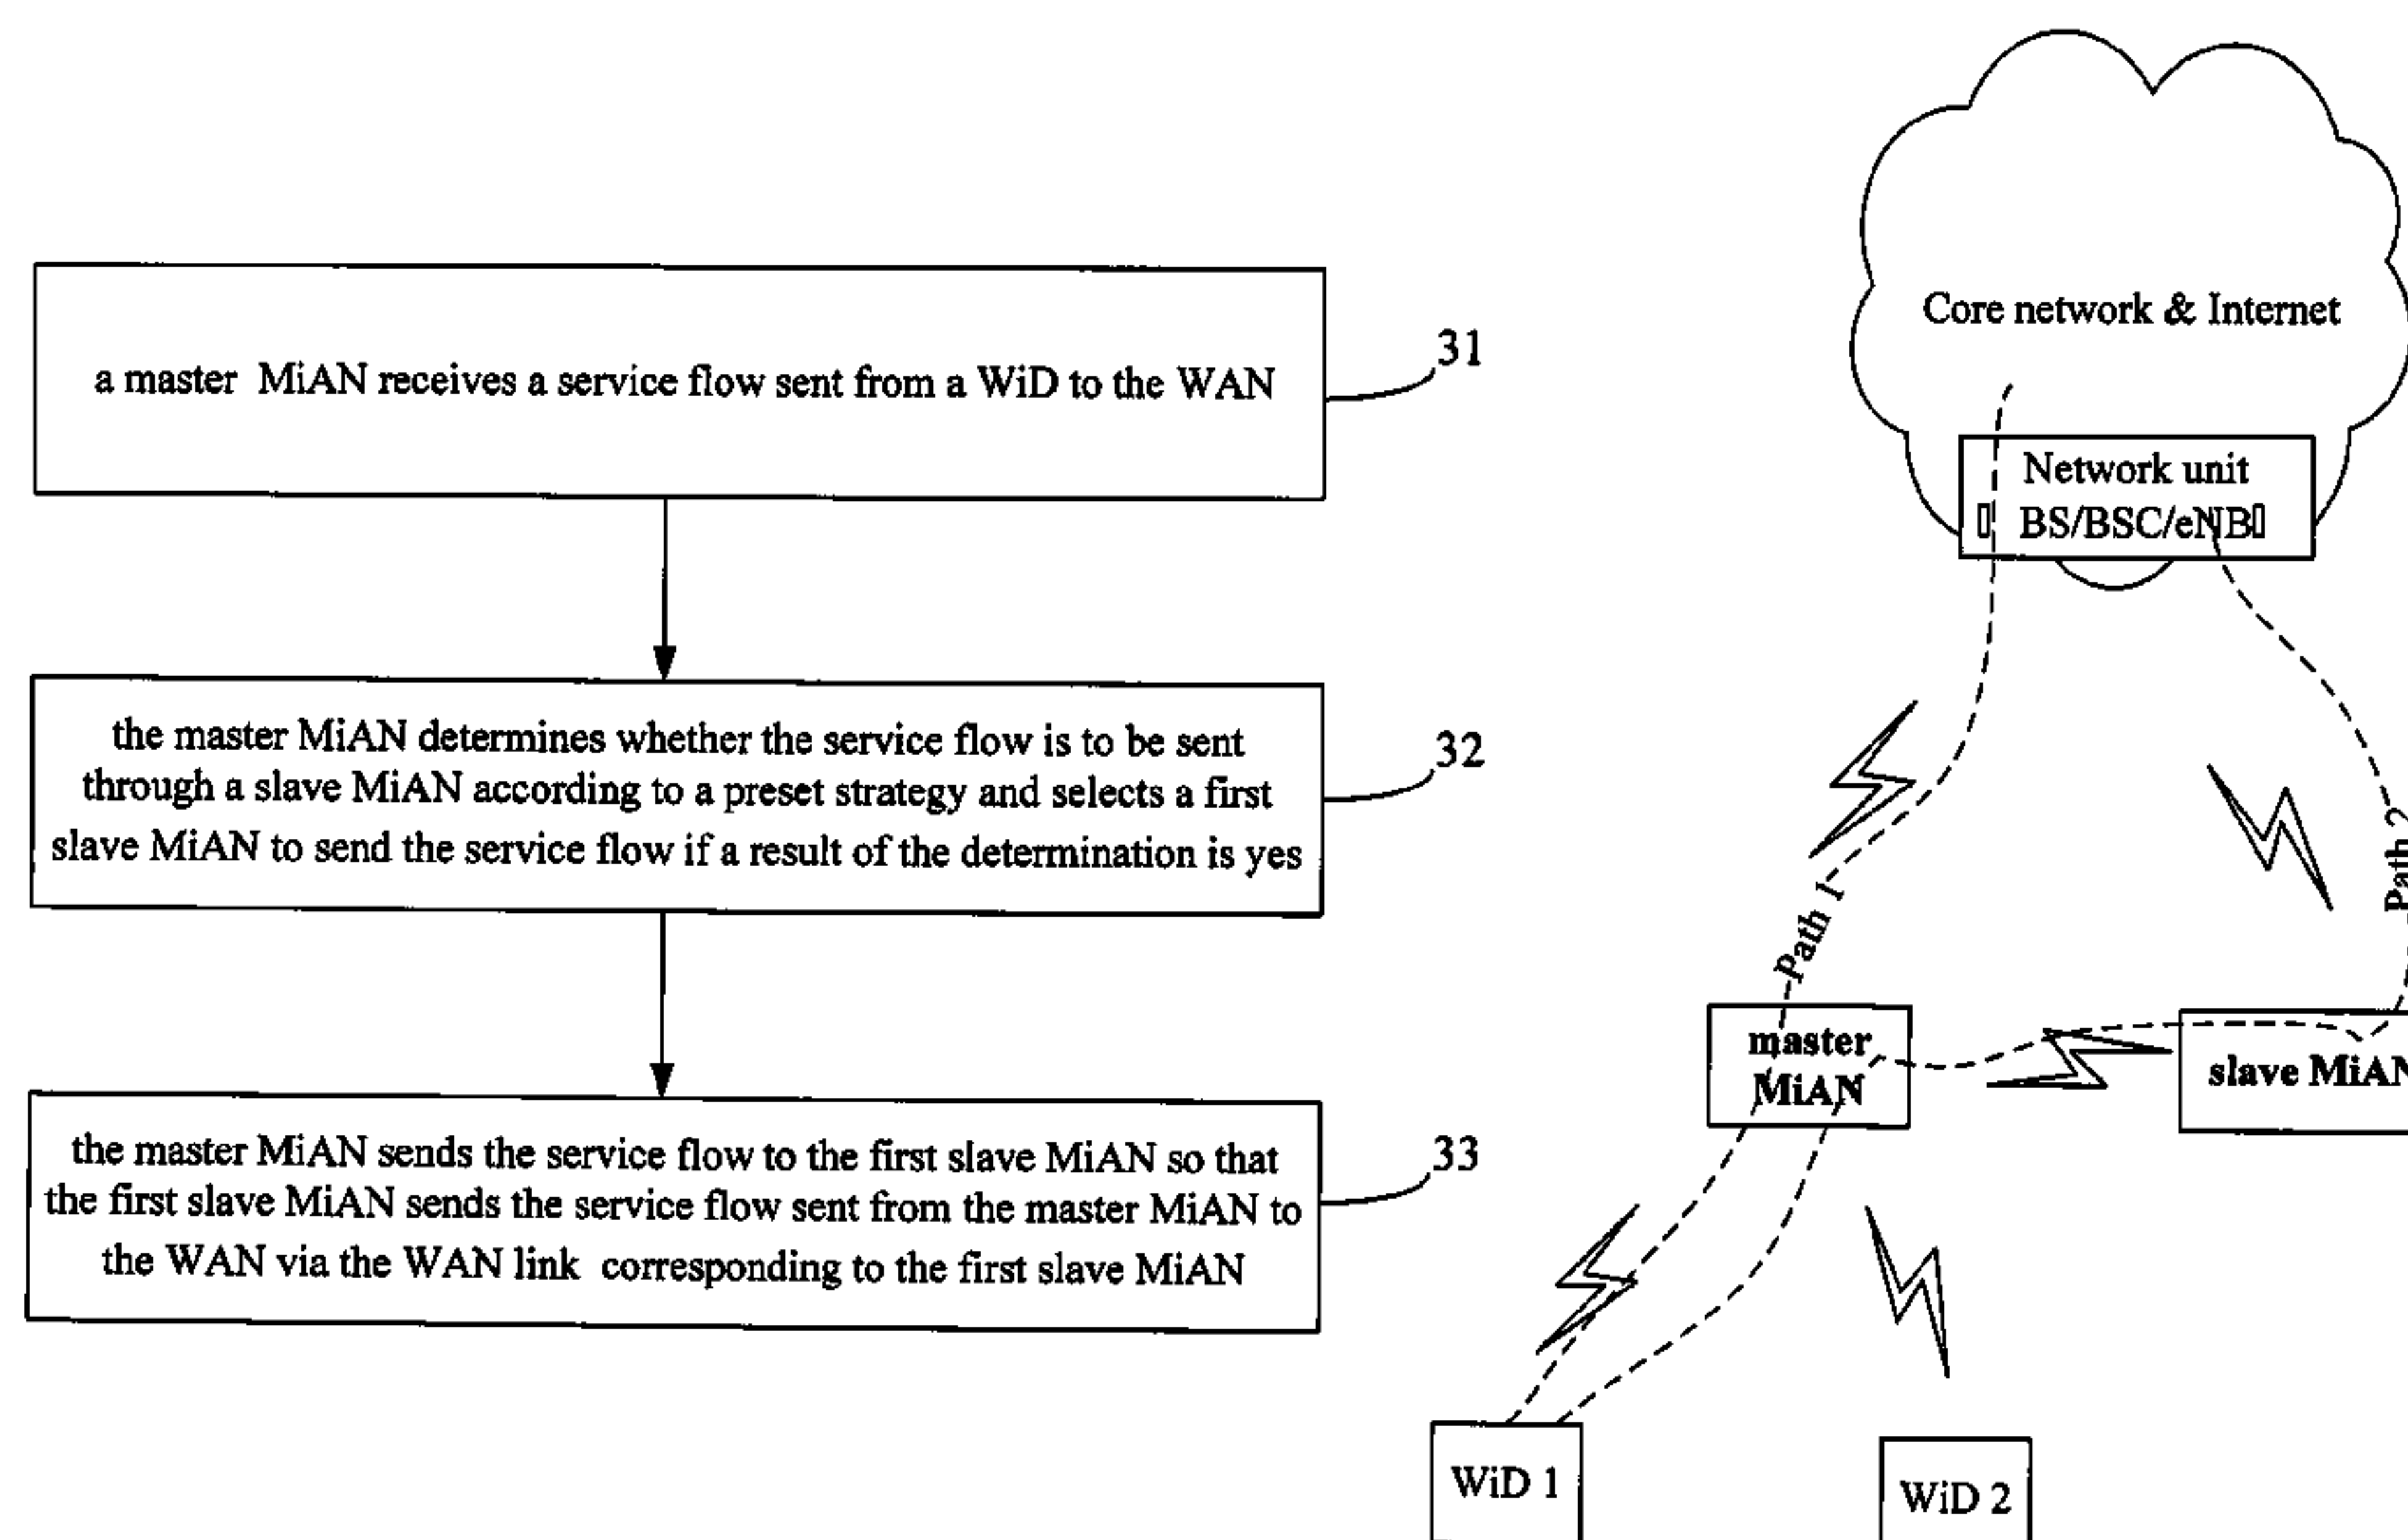 a master MiAN receives a service flow sent from a WiD to the WAN
31
the master MiAN determines whether the service flow is to be sent
through a slave MiAN according to a preset strategy and selects a first
slave MiAN to send the service flow if a result of the determination is yes
32
the master MiAN sends the service flow to the first slave MiAN so that
the first slave MiAN sends the service flow sent from the master MiAN to
the WAN via the WAN link corresponding to the first slave MiAN
33
Core network & Internet
Network unit
BS/BSC/eNB
Path 1
Path 2
master
MiAN
slave MiAN
WiD 1
WiD 2